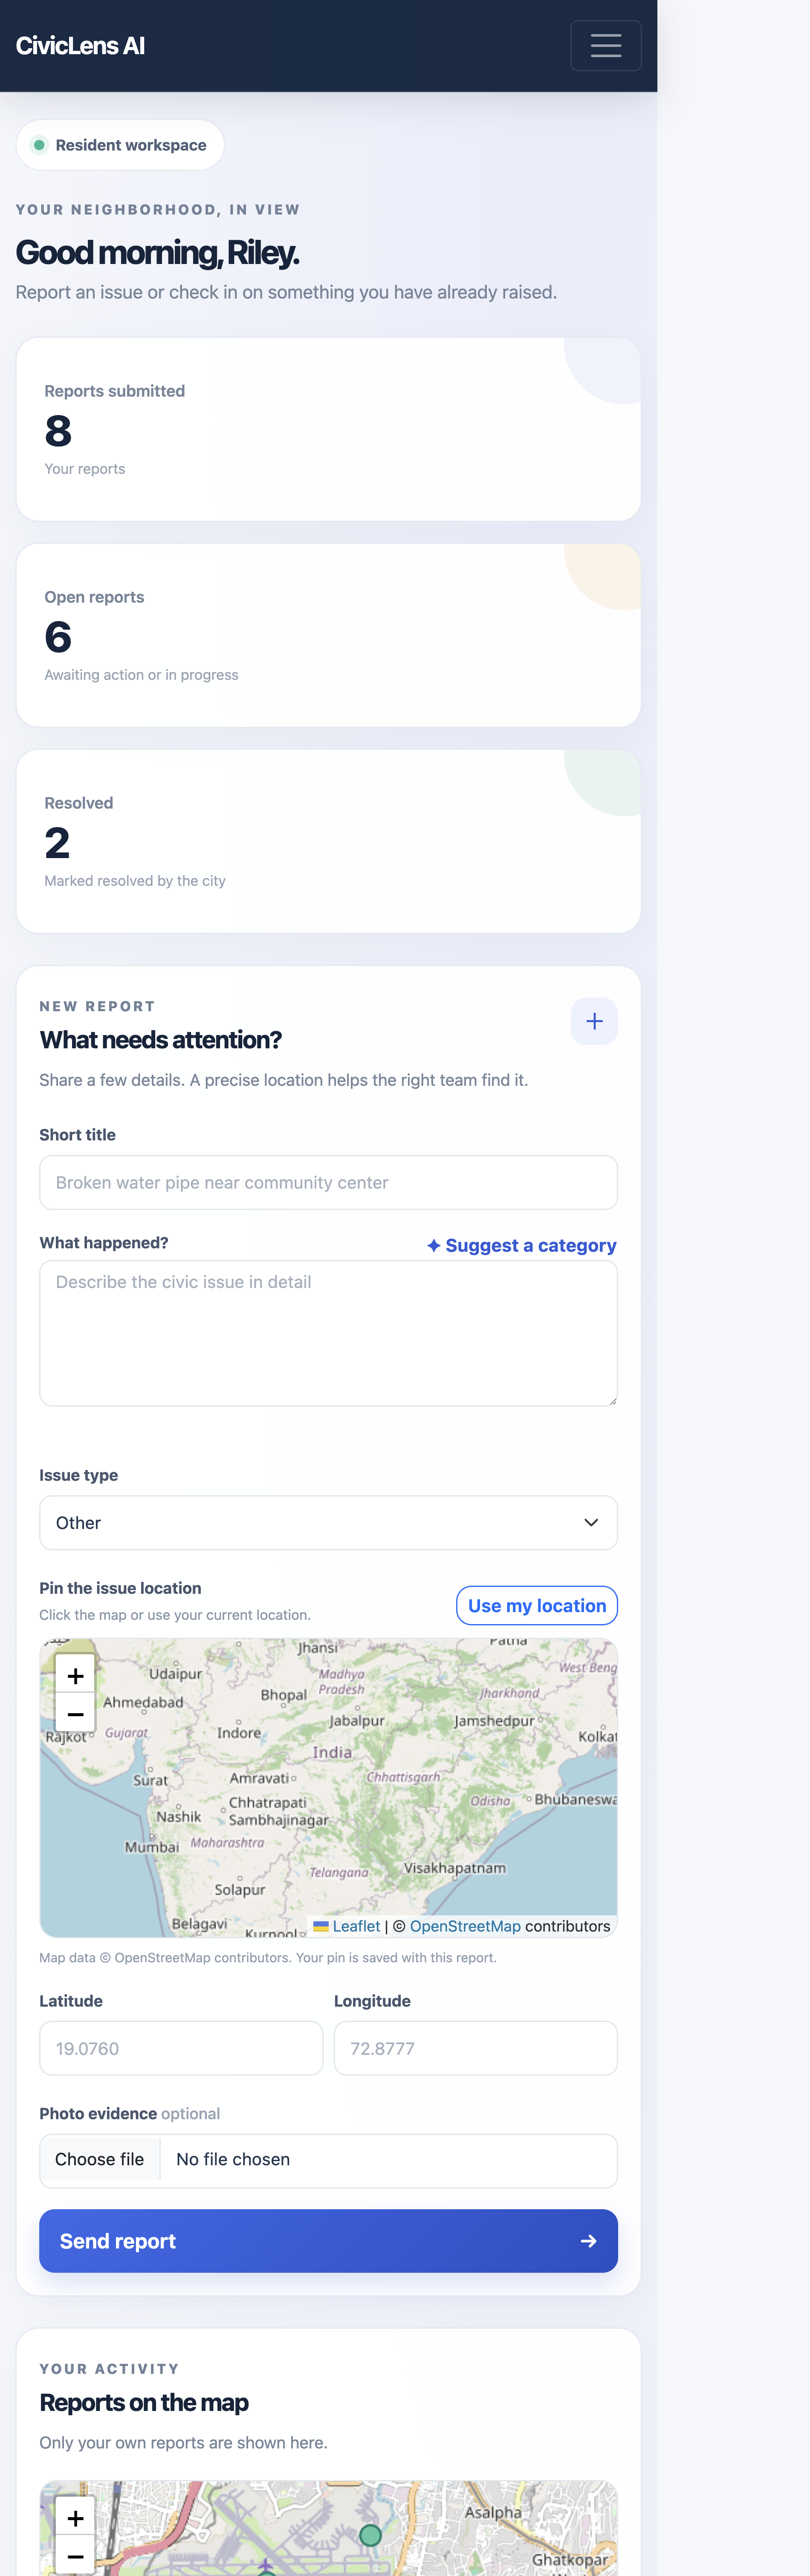 CivicLens AI
Resident workspace
YOUR NEIGHBORHOOD, IN VIEW
Good morning, Riley.
Report an issue or check in on something you have already raised.
Reports submitted
8
Your reports
Open reports
6
Awaiting action or in progress
Resolved
2
Marked resolved by the city
NEW REPORT
What needs attention?
Share a few details. A precise location helps the right team find it.
Short title
Broken water pipe near community center
What happened?
✦ Suggest a category
Describe the civic issue in detail
Issue type
Other
Pin the issue location
Click the map or use your current location.
Use my location
Jhansi
Patna
+
Udaipur
Madhya
Pradesh
West Beng
−
Ahmedabad
Bhopal
Jharkhand
Jabalpur
Jamshedpur
Rajkot
Gujarat
Indore
Kolka
India
Surat
Amravati
Chhattisgarh
Odisha
Bhubaneswa
Nashik
Chhatrapati
Sambhajinagar
Mumbai
Maharashtra
Telangana
Visakhapatnam
Solapur
Belagavi
Kurnool
Leaflet | © OpenStreetMap contributors
Map data © OpenStreetMap contributors. Your pin is saved with this report.
Latitude
Longitude
19.0760
72.8777
Photo evidence optional
Choose file
No file chosen
Send report →
YOUR ACTIVITY
Reports on the map
Only your own reports are shown here.
+
Asalpha
−
Ghatkopar